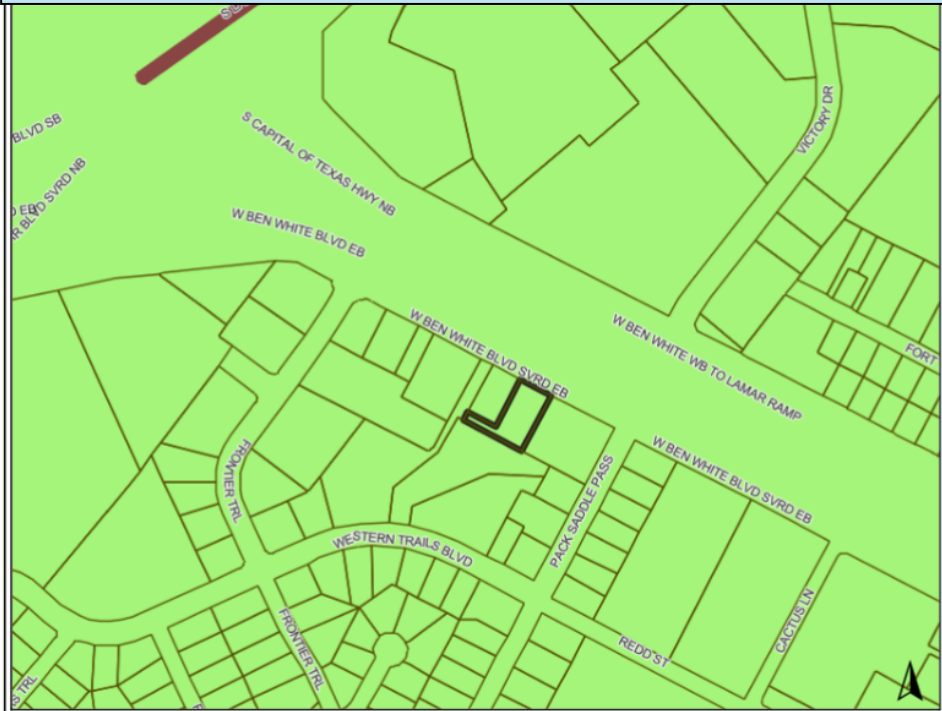 VICTORY DR
S CAPITAL OF TEXAS HWY NB
BLVD SB
BLVD SVRD NB
W BEN WHITE BLVD EB
W BEN WHITE BLVD SVRD EB
W BEN WHITE WB TO LAMAR RAMP
FORT
FRONTIER TRL
PACK SADDLE PASS
W BEN WHITE BLVD SVRD EB
WESTERN TRAILS BLVD
FRONTIER TRL
REDD ST
CACTUS LN
S TRL